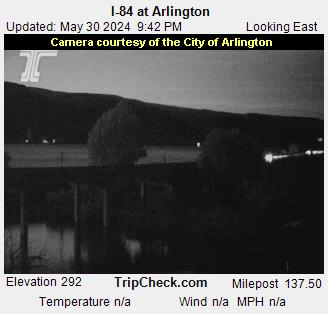 I-84 at Arlington
Updated: May 30 2024 9:42 PM Looking East
Camera courtesy of the City of Arlington
Elevation 292 TripCheck.com Milepost 137.50
Temperature n/a Wind n/a MPH n/a